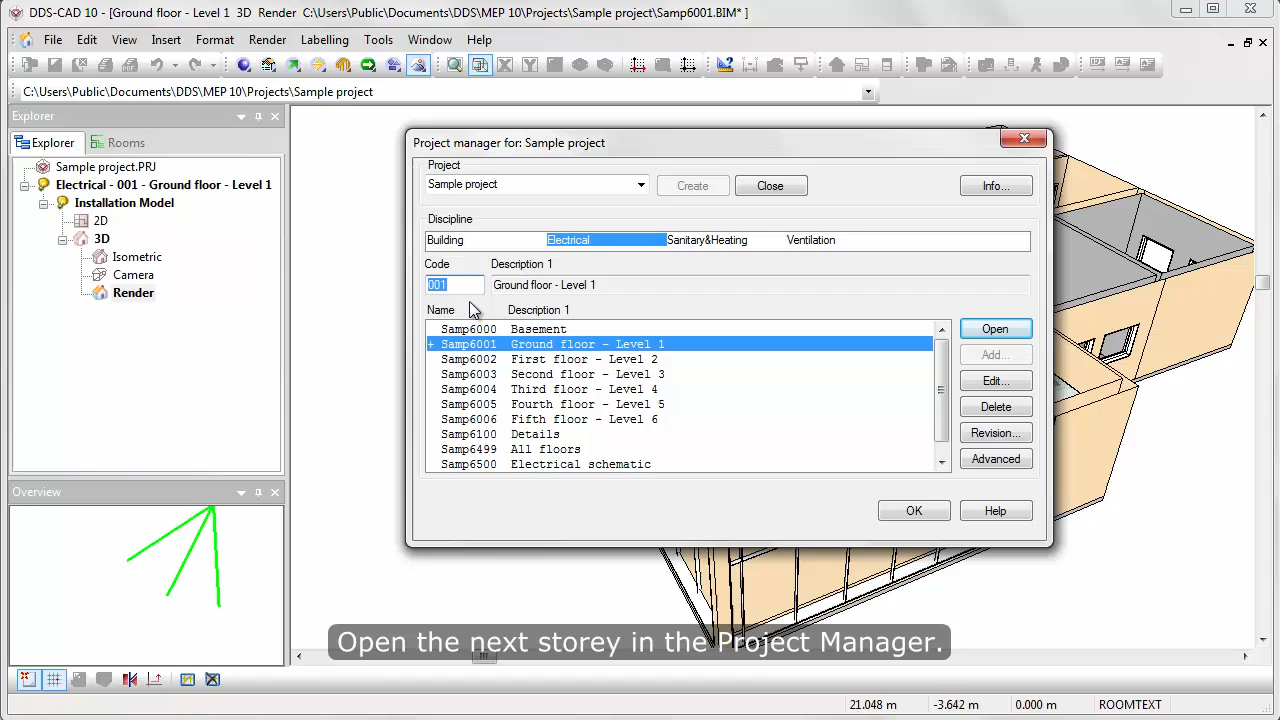 DDS-CAD 10 - [Ground floor - Level 1 3D Render C:\Users\Public\Documents\DDS\MEP 10\Projects\Sample project\Samp6001.BIM* ]
File Edit View Insert Format Render Labelling Tools Window Help
C:\Users\Public\Documents\DDS\MEP 10\Projects\Sample project
Explorer
Explorer Rooms
Sample project.PRJ
Electrical - 001 - Ground floor - Level 1
Installation Model
2D
3D
Isometric
Camera
Render
Overview
Project manager for: Sample project
Project
Sample project Create Close Info...
Discipline
Building Electrical Sanitary&Heating Ventilation
Code Description 1
001 Ground floor - Level 1
Name Description 1
Samp6000 Basement
+ Samp6001 Ground floor - Level 1
Samp6002 First floor - Level 2
Samp6003 Second floor - Level 3
Samp6004 Third floor - Level 4
Samp6005 Fourth floor - Level 5
Samp6006 Fifth floor - Level 6
Samp6100 Details
Samp6499 All floors
Samp6500 Electrical schematic
Open
Add...
Edit...
Delete
Revision...
Advanced
OK Help
Open the next storey in the Project Manager.
21.048 m -3.642 m 0.000 m ROOMTEXT